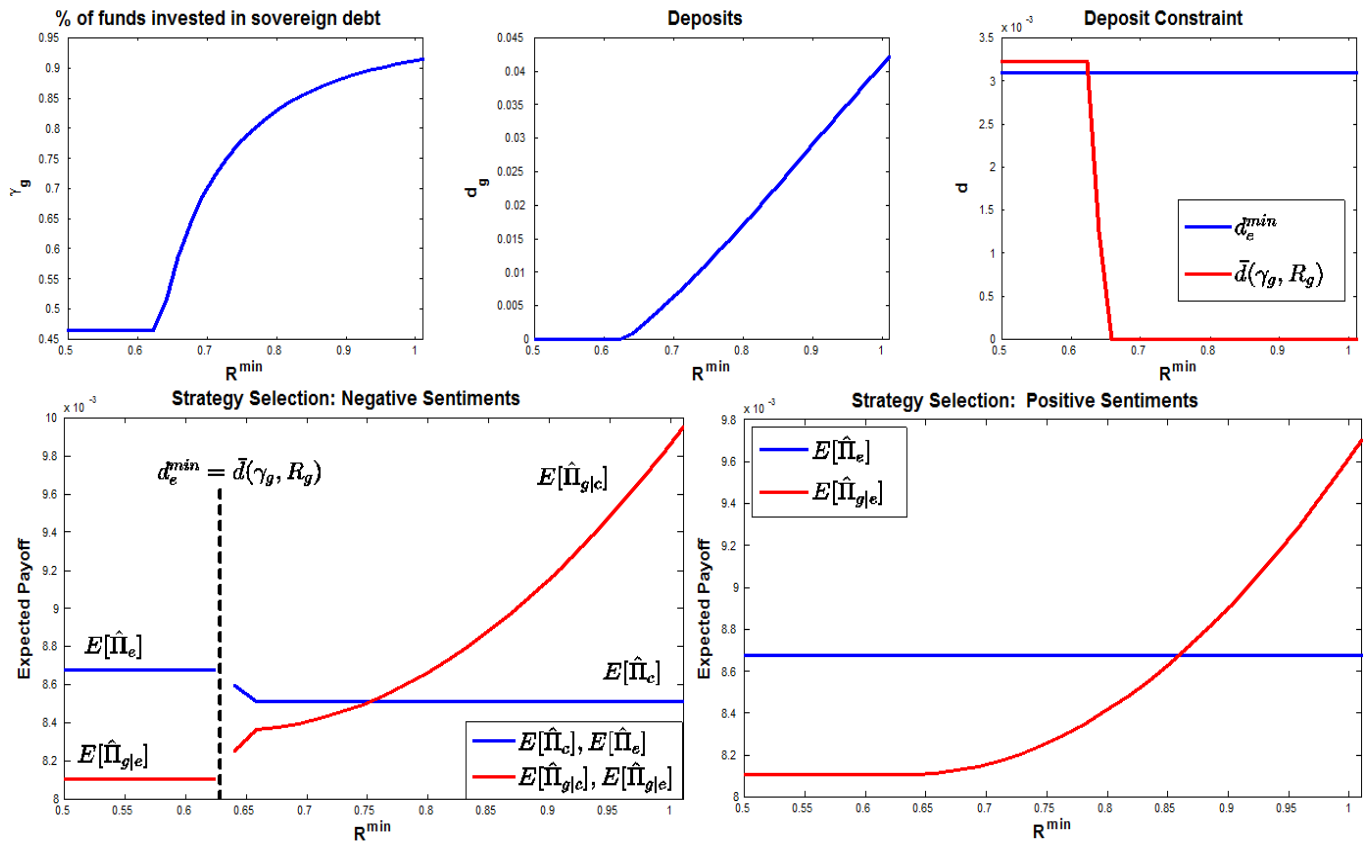 % of funds invested in sovereign debt
0.95
0.9
0.85
0.8
0.75
0.7
0.65
0.6
0.55
0.5
0.45
γg
0.5 0.6 0.7 0.8 0.9 1
R^min
Deposits
0.045
0.04
0.035
0.03
0.025
0.02
0.015
0.01
0.005
0
dg
0.5 0.6 0.7 0.8 0.9 1
R^min
Deposit Constraint
x 10^-3
3.5
3
2.5
2
1.5
1
0.5
0
d
0.5 0.6 0.7 0.8 0.9 1
R^min
d_e^min
d̄(γg, Rg)
Strategy Selection: Negative Sentiments
x 10^-3
10
9.8
9.6
9.4
9.2
9
8.8
8.6
8.4
8.2
8
Expected Payoff
d_e^min = d̄(γg, Rg)
E[Π̂_g|c]
E[Π̂_e]
E[Π̂_c]
E[Π̂_g|e]
E[Π̂_c], E[Π̂_e]
E[Π̂_g|c], E[Π̂_g|e]
0.5 0.55 0.6 0.65 0.7 0.75 0.8 0.85 0.9 0.95 1
R^min
Strategy Selection: Positive Sentiments
x 10^-3
9.8
9.6
9.4
9.2
9
8.8
8.6
8.4
8.2
8
Expected Payoff
E[Π̂_e]
E[Π̂_g|e]
0.5 0.55 0.6 0.65 0.7 0.75 0.8 0.85 0.9 0.95 1
R^min